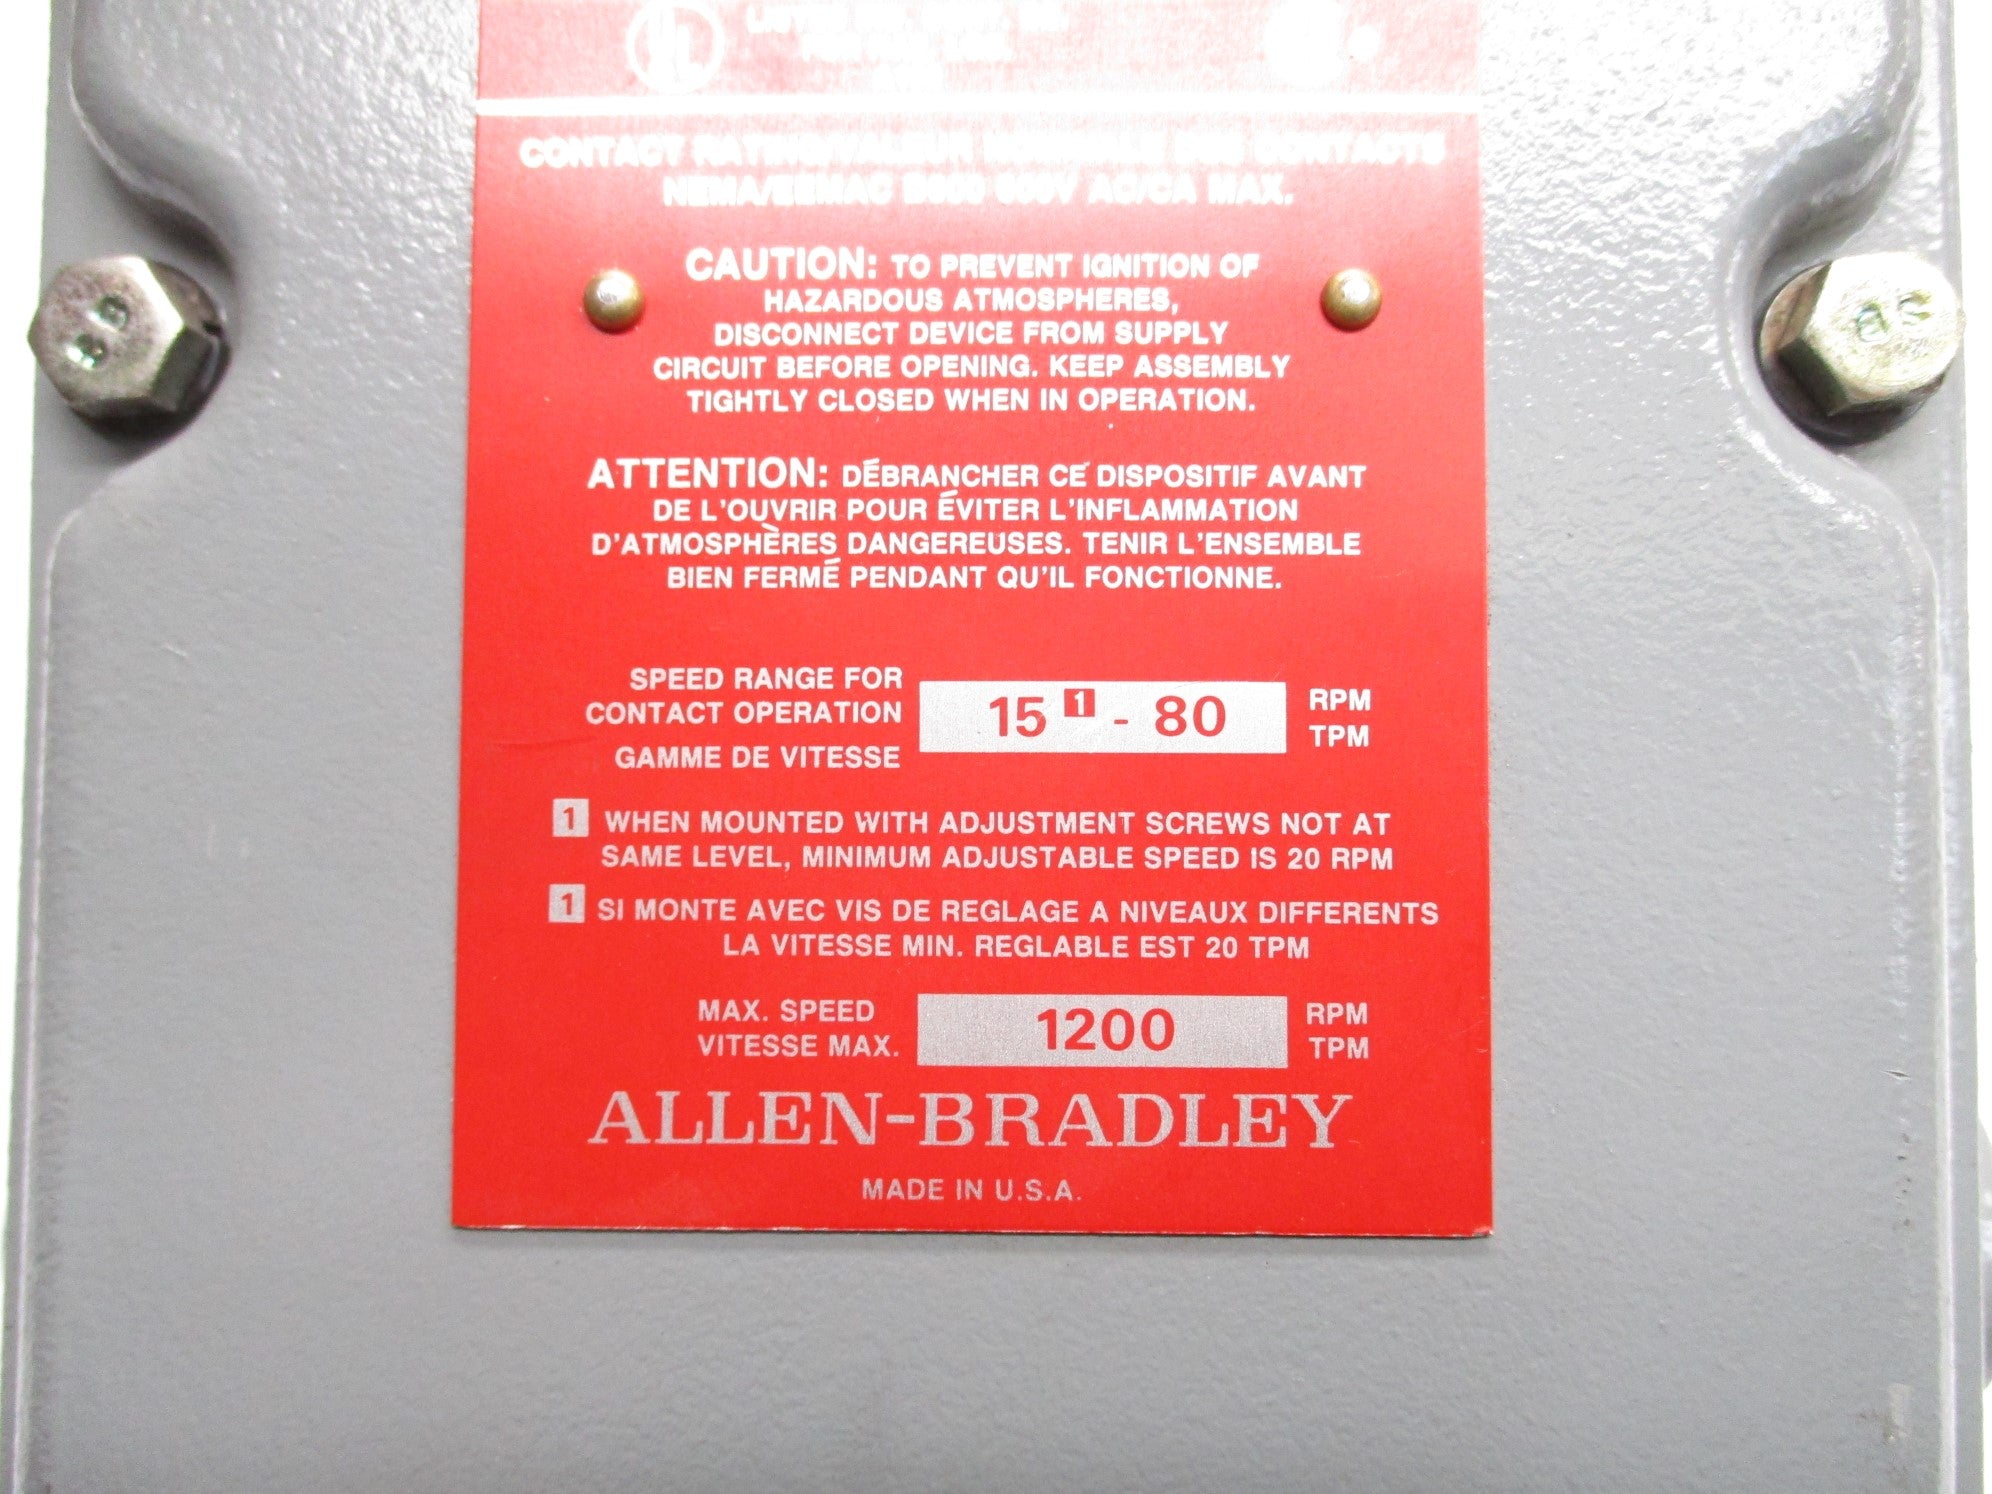 UL
CONTACT RATING/VALEUR NOMINALE DES CONTACTS
NEMA/EEMAC B600 600V AC/CA MAX.
CAUTION: TO PREVENT IGNITION OF
HAZARDOUS ATMOSPHERES,
DISCONNECT DEVICE FROM SUPPLY
CIRCUIT BEFORE OPENING. KEEP ASSEMBLY
TIGHTLY CLOSED WHEN IN OPERATION.
ATTENTION: DÉBRANCHER CE DISPOSITIF AVANT
DE L'OUVRIR POUR ÉVITER L'INFLAMMATION
D'ATMOSPHÈRES DANGEREUSES. TENIR L'ENSEMBLE
BIEN FERMÉ PENDANT QU'IL FONCTIONNE.
SPEED RANGE FOR
CONTACT OPERATION
GAMME DE VITESSE
15 1 - 80
RPM
TPM
1 WHEN MOUNTED WITH ADJUSTMENT SCREWS NOT AT
SAME LEVEL, MINIMUM ADJUSTABLE SPEED IS 20 RPM
1 SI MONTE AVEC VIS DE REGLAGE A NIVEAUX DIFFERENTS
LA VITESSE MIN. REGLABLE EST 20 TPM
MAX. SPEED
VITESSE MAX.
1200
RPM
TPM
ALLEN-BRADLEY
MADE IN U.S.A.